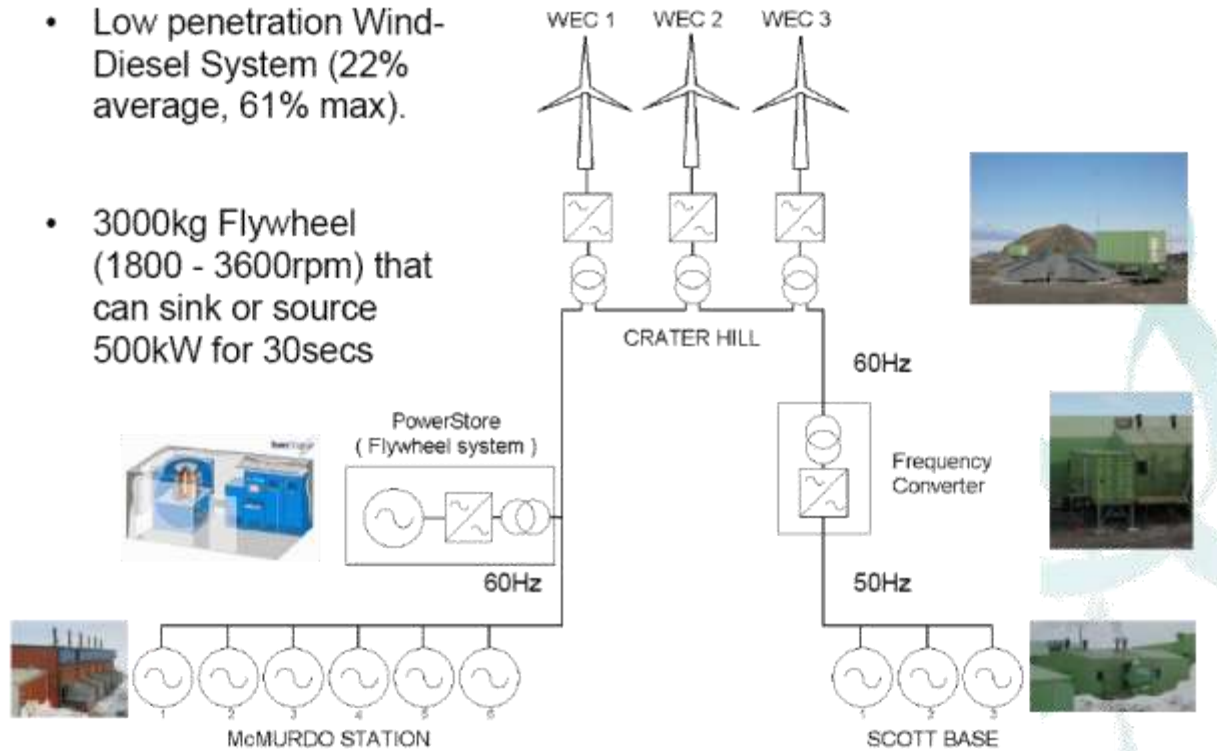 • Low penetration Wind-
Diesel System (22%
average, 61% max).
• 3000kg Flywheel
(1800 - 3600rpm) that
can sink or source
500kW for 30secs
WEC 1 WEC 2 WEC 3
CRATER HILL
60Hz
PowerStore
( Flywheel system )
Frequency
Converter
60Hz
50Hz
1 2 3 4 5 6
McMURDO STATION
1 2 3
SCOTT BASE